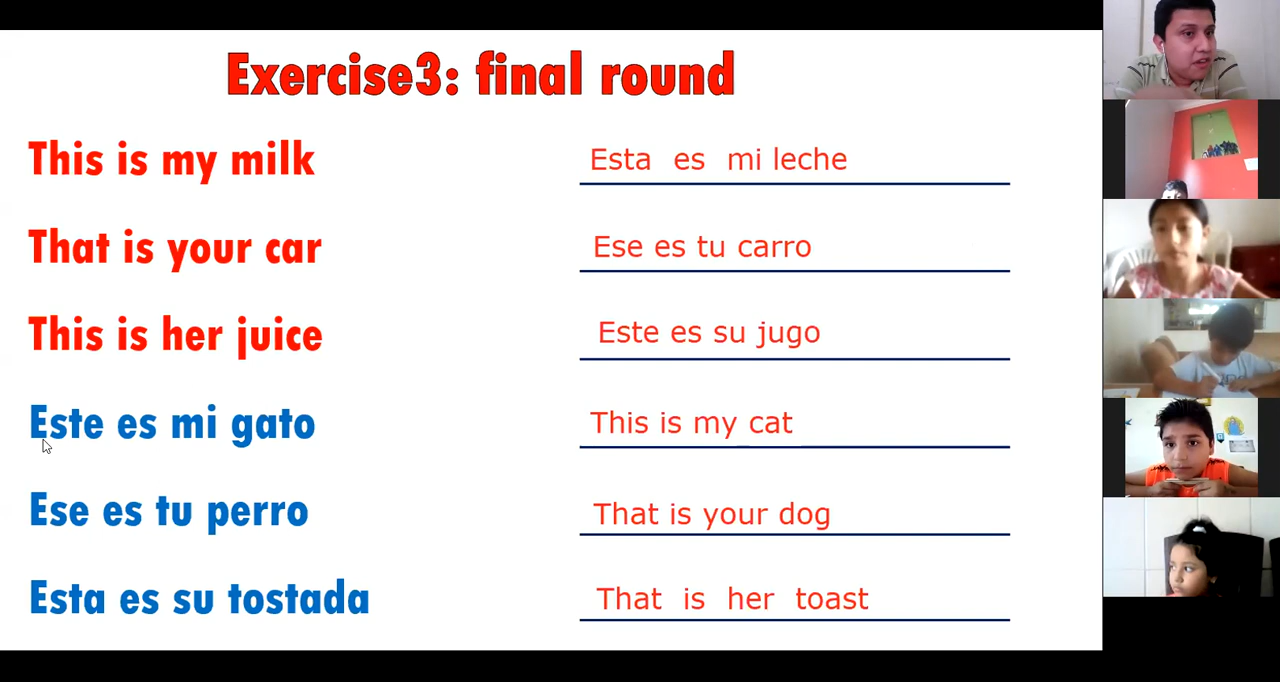 Exercise3: final round
This is my milk
Esta es mi leche
That is your car
Ese es tu carro
This is her juice
Este es su jugo
Este es mi gato
This is my cat
Ese es tu perro
That is your dog
Esta es su tostada
That is her toast